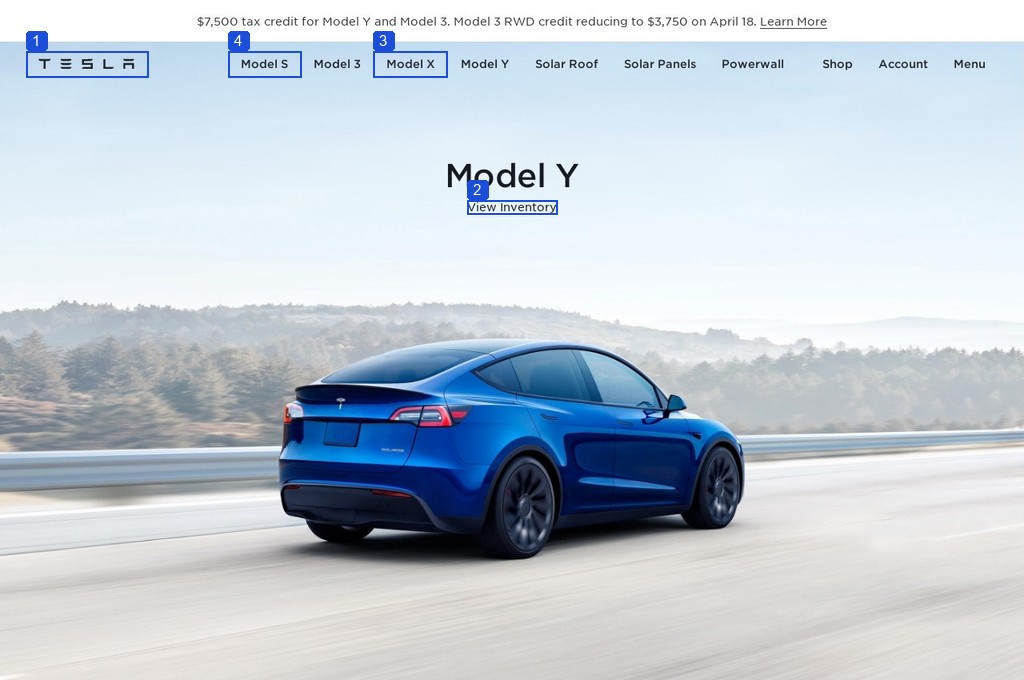 $7,500 tax credit for Model Y and Model 3. Model 3 RWD credit reducing to $3,750 on April 18. Learn More
1
4
3
TESLA Model S Model 3 Model X Model Y Solar Roof Solar Panels Powerwall Shop Account Menu
Model Y
2
View Inventory